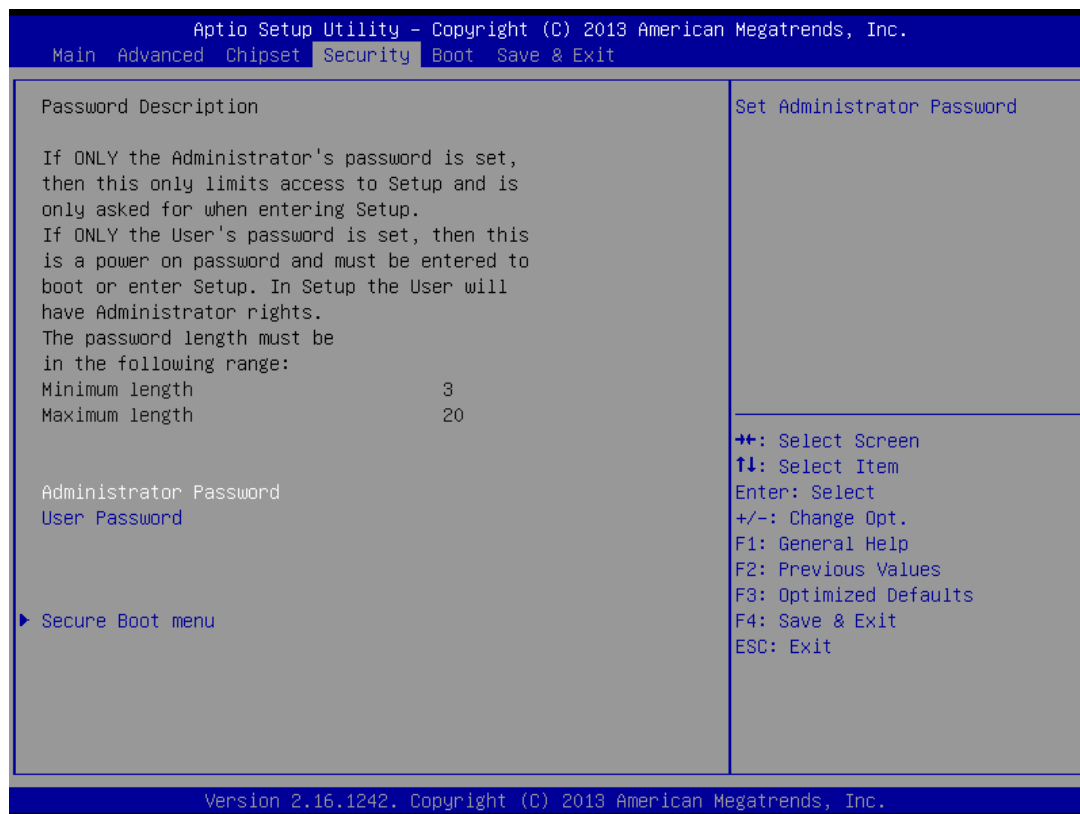 Aptio Setup Utility – Copyright (C) 2013 American Megatrends, Inc.
Main Advanced Chipset Security Boot Save & Exit
Password Description
If ONLY the Administrator's password is set,
then this only limits access to Setup and is
only asked for when entering Setup.
If ONLY the User's password is set, then this
is a power on password and must be entered to
boot or enter Setup. In Setup the User will
have Administrator rights.
The password length must be
in the following range:
Minimum length 3
Maximum length 20
Administrator Password
User Password
Secure Boot menu
Set Administrator Password
→←: Select Screen
↑↓: Select Item
Enter: Select
+/-: Change Opt.
F1: General Help
F2: Previous Values
F3: Optimized Defaults
F4: Save & Exit
ESC: Exit
Version 2.16.1242. Copyright (C) 2013 American Megatrends, Inc.